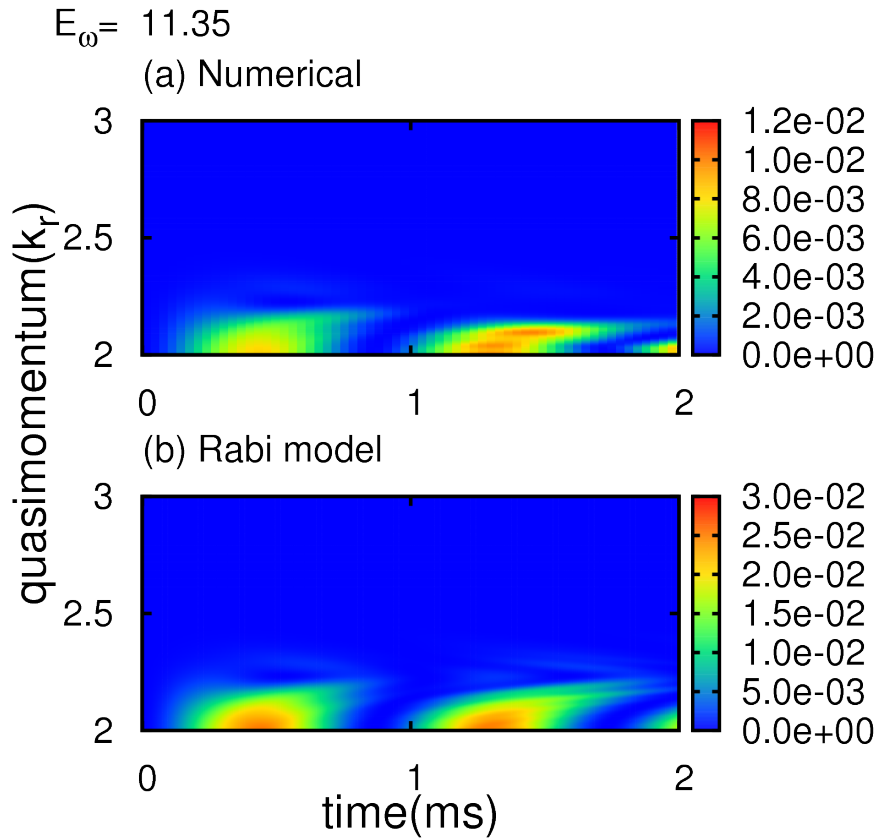 Eω= 11.35
(a) Numerical
3
2.5
2
0 1 2
1.2e-02
1.0e-02
8.0e-03
6.0e-03
4.0e-03
2.0e-03
0.0e+00
quasimomentum(kr)
(b) Rabi model
3
2.5
2
0 1 2
3.0e-02
2.5e-02
2.0e-02
1.5e-02
1.0e-02
5.0e-03
0.0e+00
time(ms)